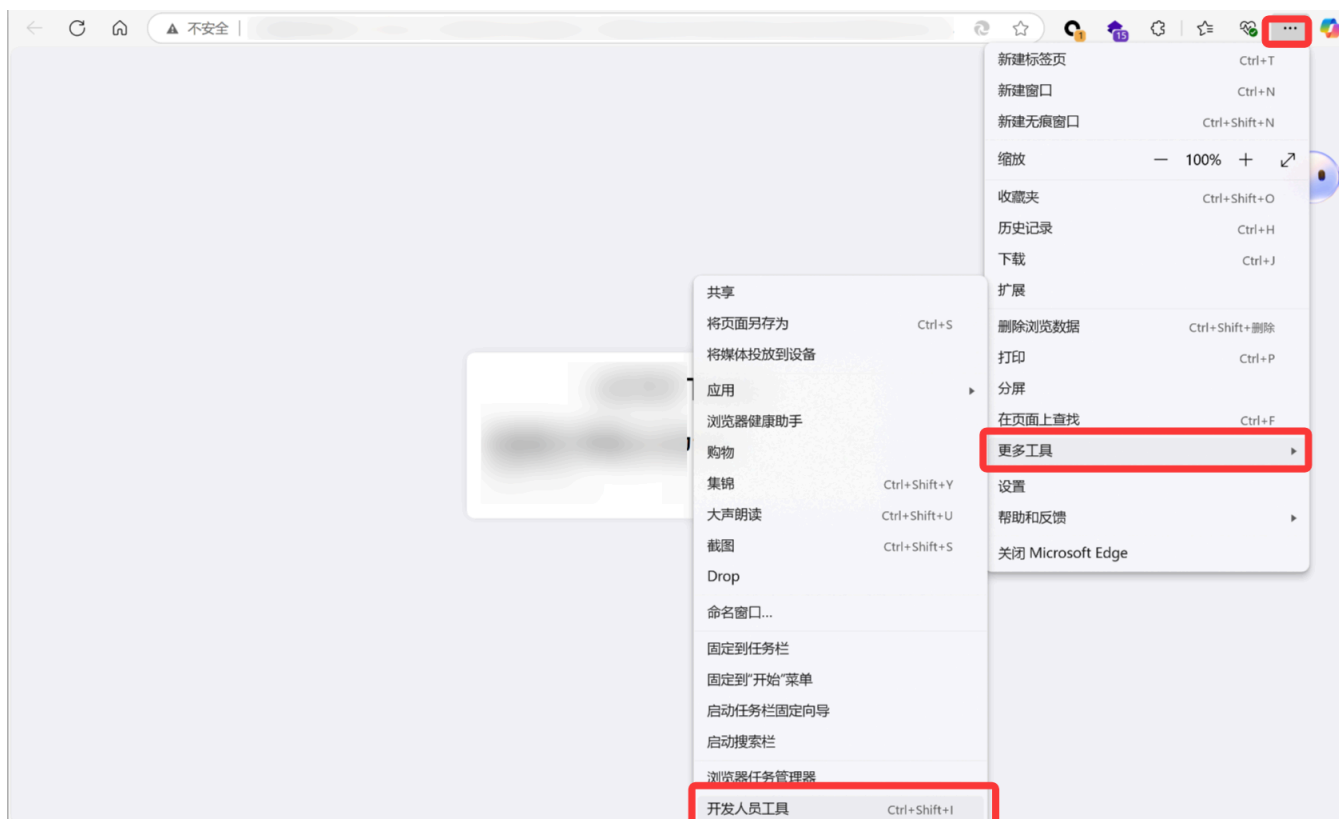 不安全
1
15
新建标签页 Ctrl+T
新建窗口 Ctrl+N
新建无痕窗口 Ctrl+Shift+N
缩放 — 100% +
收藏夹 Ctrl+Shift+O
历史记录 Ctrl+H
下载 Ctrl+J
扩展
删除浏览数据 Ctrl+Shift+删除
打印 Ctrl+P
分屏
在页面上查找 Ctrl+F
更多工具
设置
帮助和反馈
关闭 Microsoft Edge
共享
将页面另存为 Ctrl+S
将媒体投放到设备
应用
浏览器健康助手
购物
集锦 Ctrl+Shift+Y
大声朗读 Ctrl+Shift+U
截图 Ctrl+Shift+S
Drop
命名窗口...
固定到任务栏
固定到"开始"菜单
启动任务栏固定向导
启动搜索栏
浏览器任务管理器
开发人员工具 Ctrl+Shift+I